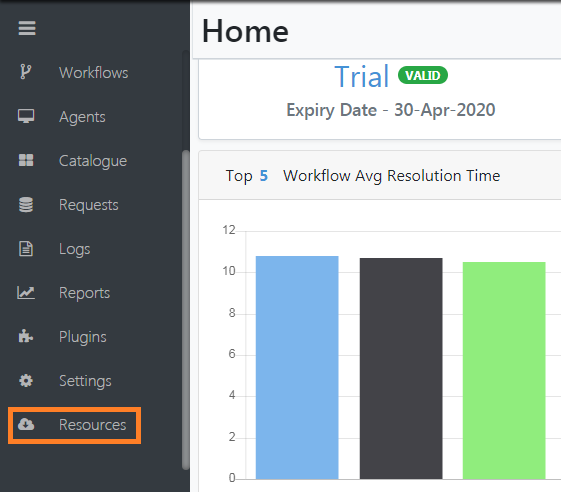 Home
Workflows
Agents
Catalogue
Requests
Logs
Reports
Plugins
Settings
Resources
Trial VALID
Expiry Date - 30-Apr-2020
Top 5 Workflow Avg Resolution Time
12
10
8
6
4
2
0